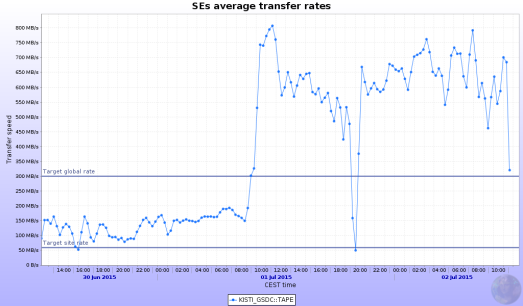 SEs average transfer rates
Transfer speed
800 MB/s
750 MB/s
700 MB/s
650 MB/s
600 MB/s
550 MB/s
500 MB/s
450 MB/s
400 MB/s
350 MB/s
300 MB/s
250 MB/s
200 MB/s
150 MB/s
100 MB/s
50 MB/s
0 B/s
Target global rate
Target site rate
14:00 16:00 18:00 20:00 22:00 00:00 02:00 04:00 06:00 08:00 10:00 12:00 14:00 16:00 18:00 20:00 22:00 00:00 02:00 04:00 06:00 08:00 10:00
30 Jun 2015 01 Jul 2015 02 Jul 2015
CEST time
KISTI_GSDC::TAPE